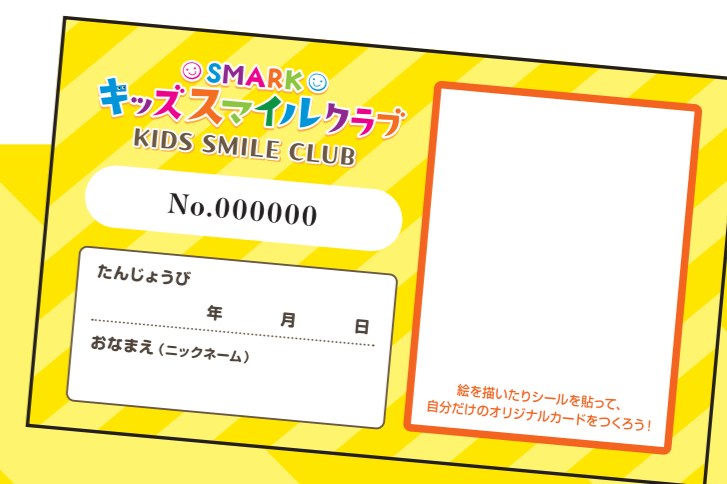 SMARK
キッズスマイルクラブ
KIDS SMILE CLUB
No.000000
たんじょうび
年 月 日
おなまえ(ニックネーム)
絵を描いたりシールを貼って、
自分だけのオリジナルカードをつくろう!